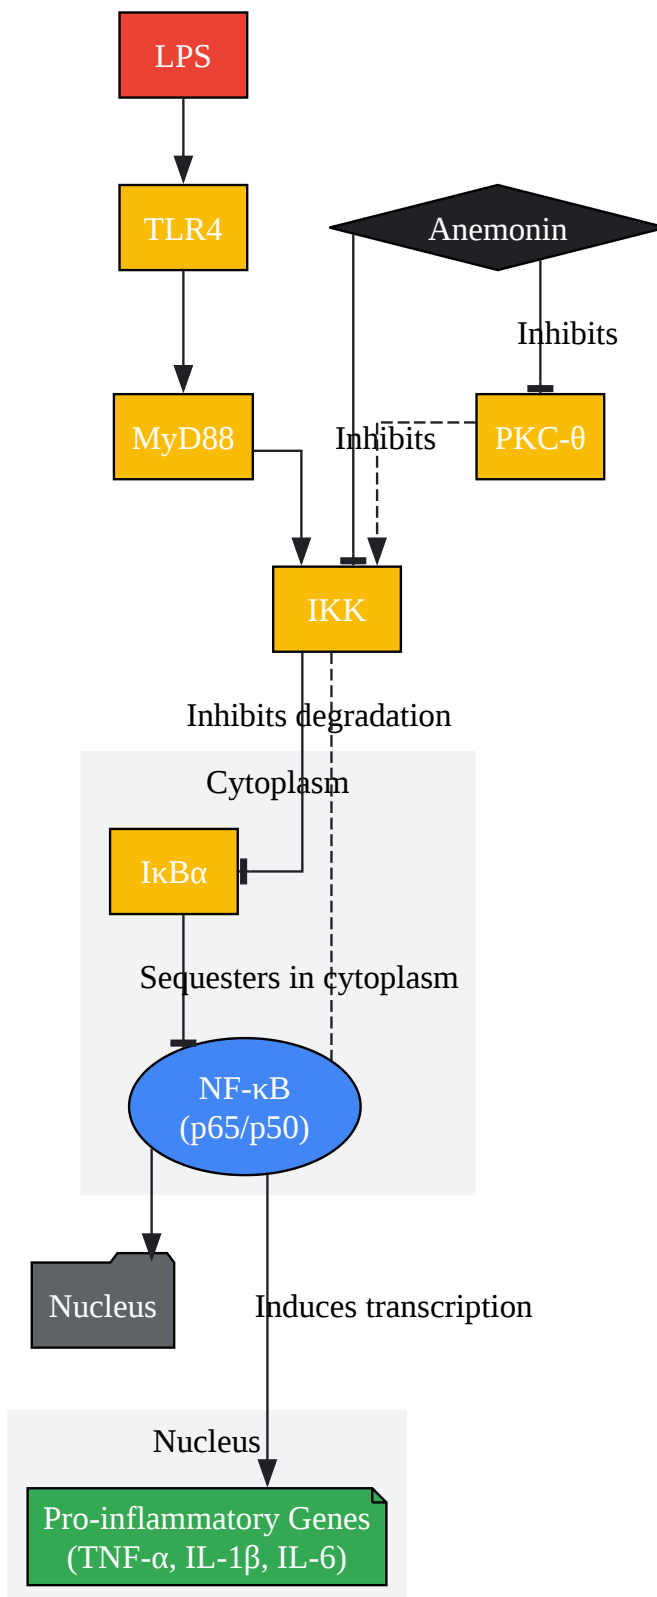 LPS
TLR4
Anemonin
Inhibits
MyD88
Inhibits
PKC-θ
IKK
Inhibits degradation
Cytoplasm
IκBα
Sequesters in cytoplasm
NF-κB
(p65/p50)
Nucleus
Induces transcription
Nucleus
Pro-inflammatory Genes
(TNF-α, IL-1β, IL-6)